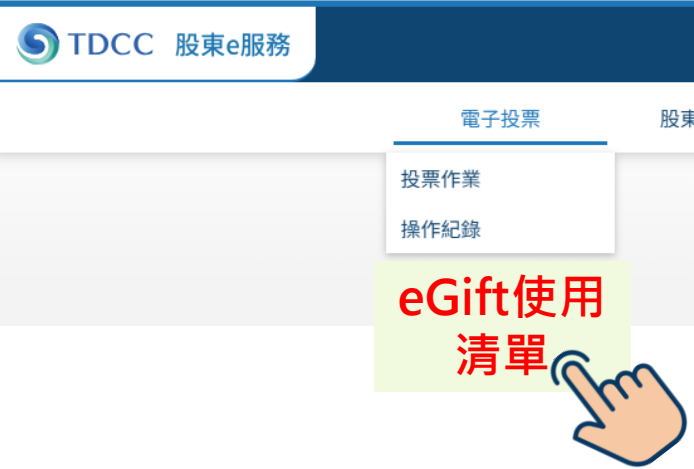 TDCC 股東e服務
電子投票 股東
投票作業
操作紀錄
eGift使用
清單